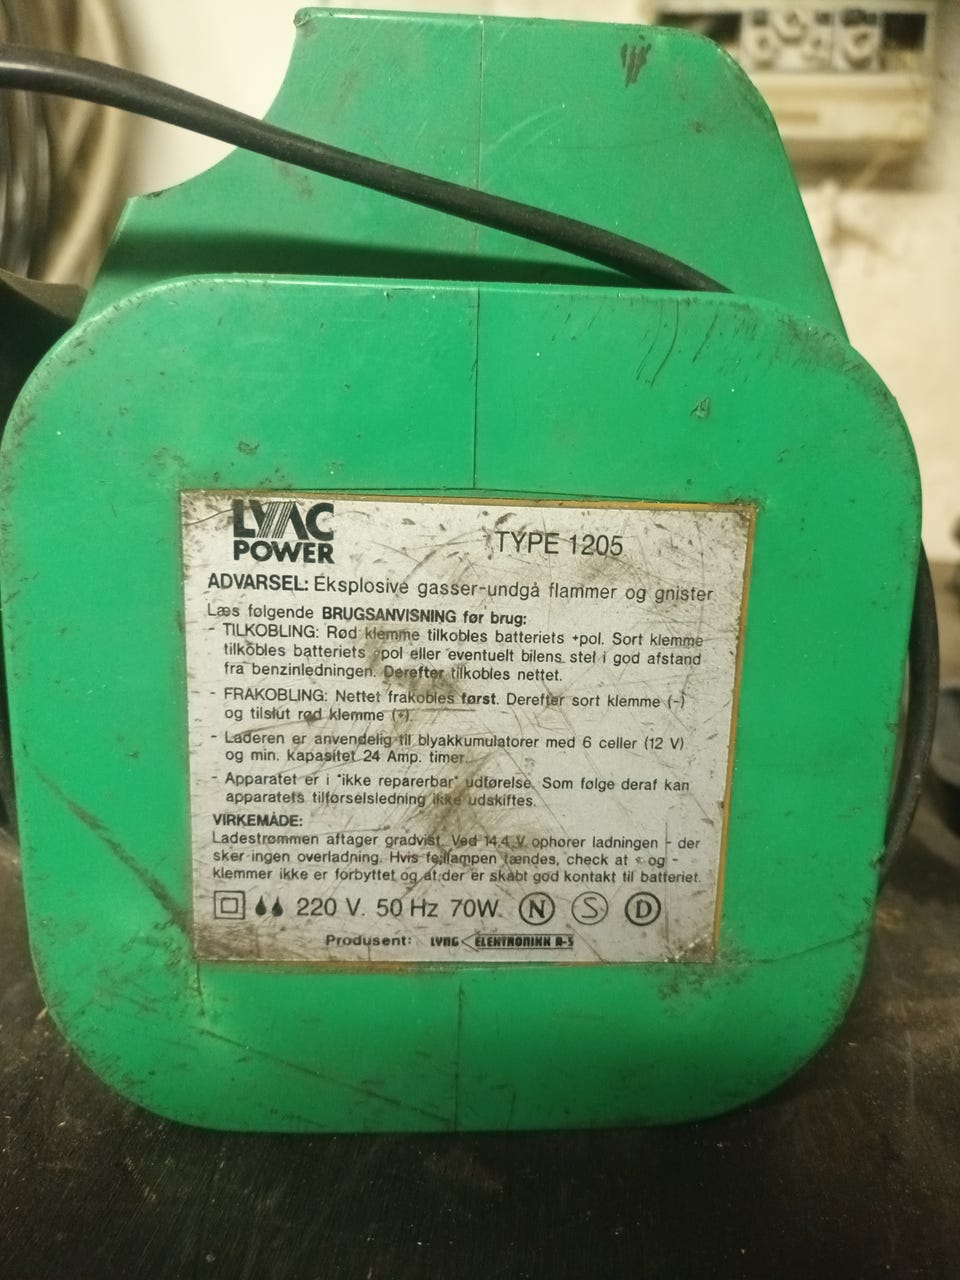 LYAC
POWER
TYPE 1205
ADVARSEL: Eksplosive gasser-undgå flammer og gnister.
Læs følgende BRUGSANVISNING før brug:
- TILKOBLING: Rød klemme tilkobles batteriets +pol. Sort klemme
tilkobles batteriets -pol eller eventuelt bilens stel i god afstand
fra benzinledningen. Derefter tilkobles nettet.
- FRAKOBLING: Nettet frakobles først. Derefter sort klemme (-)
og tilslut rød klemme (+).
- Laderen er anvendelig til blyakkumulatorer med 6 celler (12 V)
og min. kapasitet 24 Amp. timer.
- Apparatet er i "ikke reparerbar" udførelse. Som følge deraf kan
apparatets tilførselsledning ikke udskiftes.
VIRKEMÅDE:
Ladestrømmen aftager gradvist. Ved 14,4 V ophører ladningen - der
sker ingen overladning. Hvis fejllampen tændes, check at + og -
klemmer ikke er forbyttet og at der er skabt god kontakt til batteriet.
220 V. 50 Hz 70W. N S D
Produsent: LYNG ELEKTRONIKK A-S